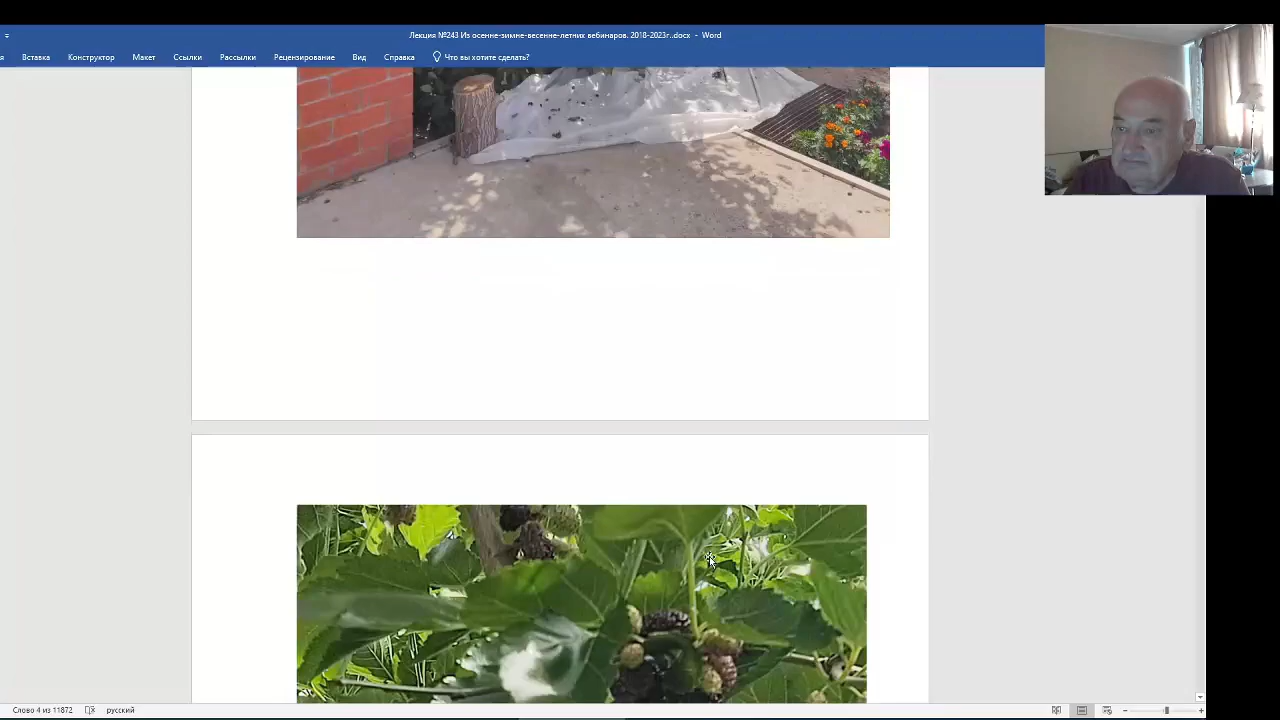 Лекция №243 Из осенне-зимне-весенне-летних вебинаров. 2018-2023г..docx - Word
я Вставка Конструктор Макет Ссылки Рассылки Рецензирование Вид Справка Что вы хотите сделать?
Слово 4 из 11872 русский